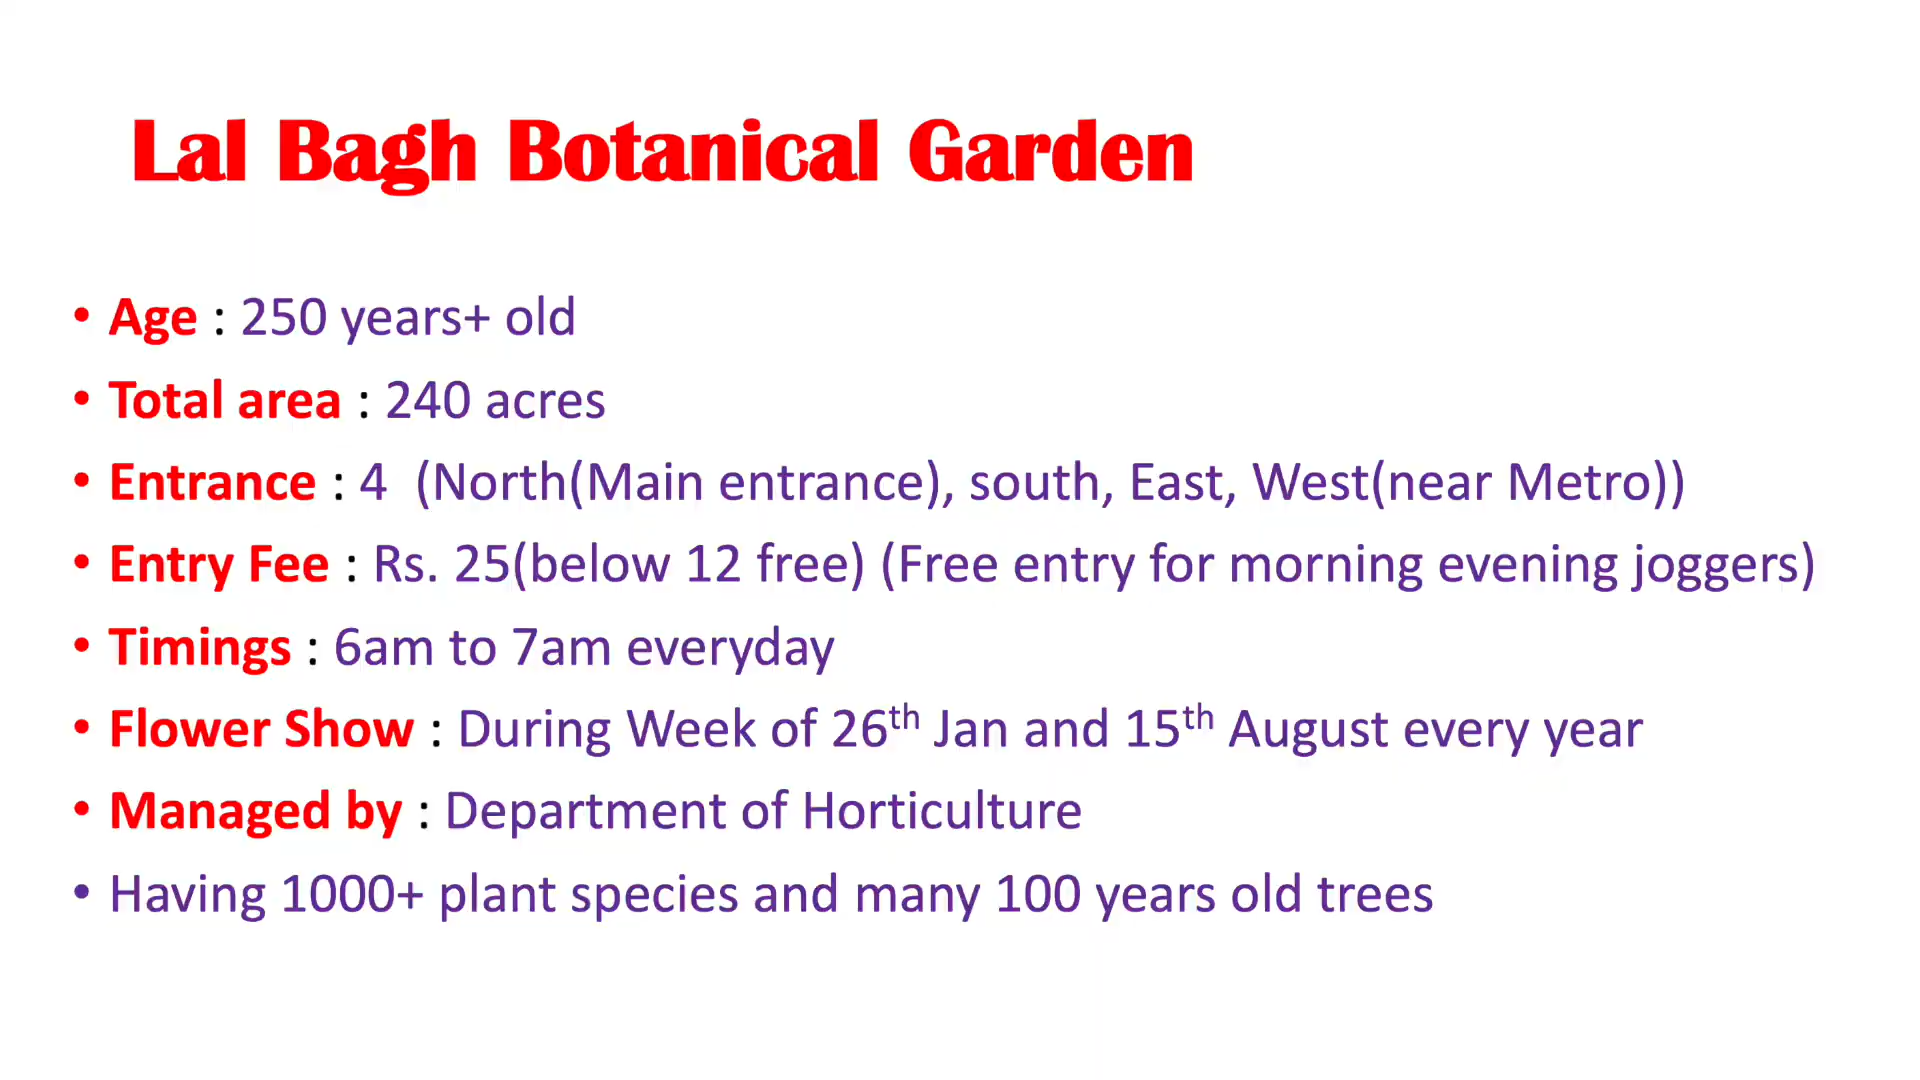 Lal Bagh Botanical Garden
• Age : 250 years+ old
• Total area : 240 acres
• Entrance : 4  (North(Main entrance), south, East, West(near Metro))
• Entry Fee : Rs. 25(below 12 free) (Free entry for morning evening joggers)
• Timings : 6am to 7am everyday
• Flower Show : During Week of 26th Jan and 15th August every year
• Managed by : Department of Horticulture
• Having 1000+ plant species and many 100 years old trees